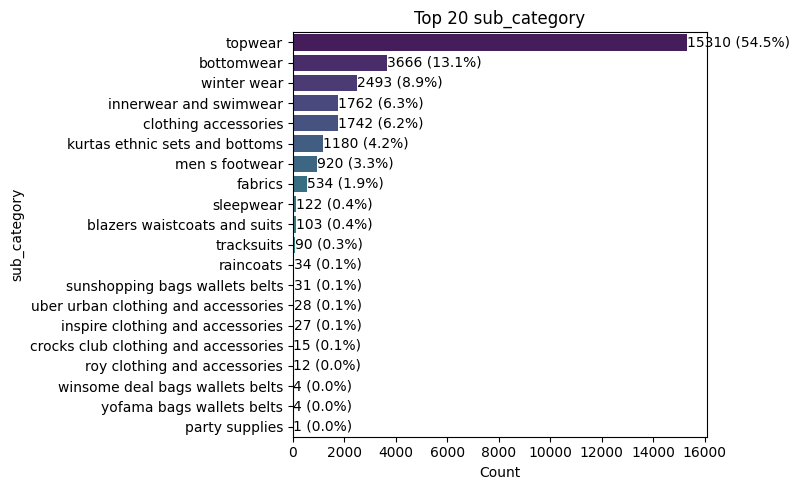 Top 20 sub_category
topwear 15310 (54.5%)
bottomwear 3666 (13.1%)
winter wear 2493 (8.9%)
innerwear and swimwear 1762 (6.3%)
clothing accessories 1742 (6.2%)
kurtas ethnic sets and bottoms 1180 (4.2%)
men s footwear 920 (3.3%)
fabrics 534 (1.9%)
sleepwear 122 (0.4%)
blazers waistcoats and suits 103 (0.4%)
tracksuits 90 (0.3%)
raincoats 34 (0.1%)
sunshopping bags wallets belts 31 (0.1%)
uber urban clothing and accessories 28 (0.1%)
inspire clothing and accessories 27 (0.1%)
crocks club clothing and accessories 15 (0.1%)
roy clothing and accessories 12 (0.0%)
winsome deal bags wallets belts 4 (0.0%)
yofama bags wallets belts 4 (0.0%)
party supplies 1 (0.0%)
sub_category
0 2000 4000 6000 8000 10000 12000 14000 16000
Count